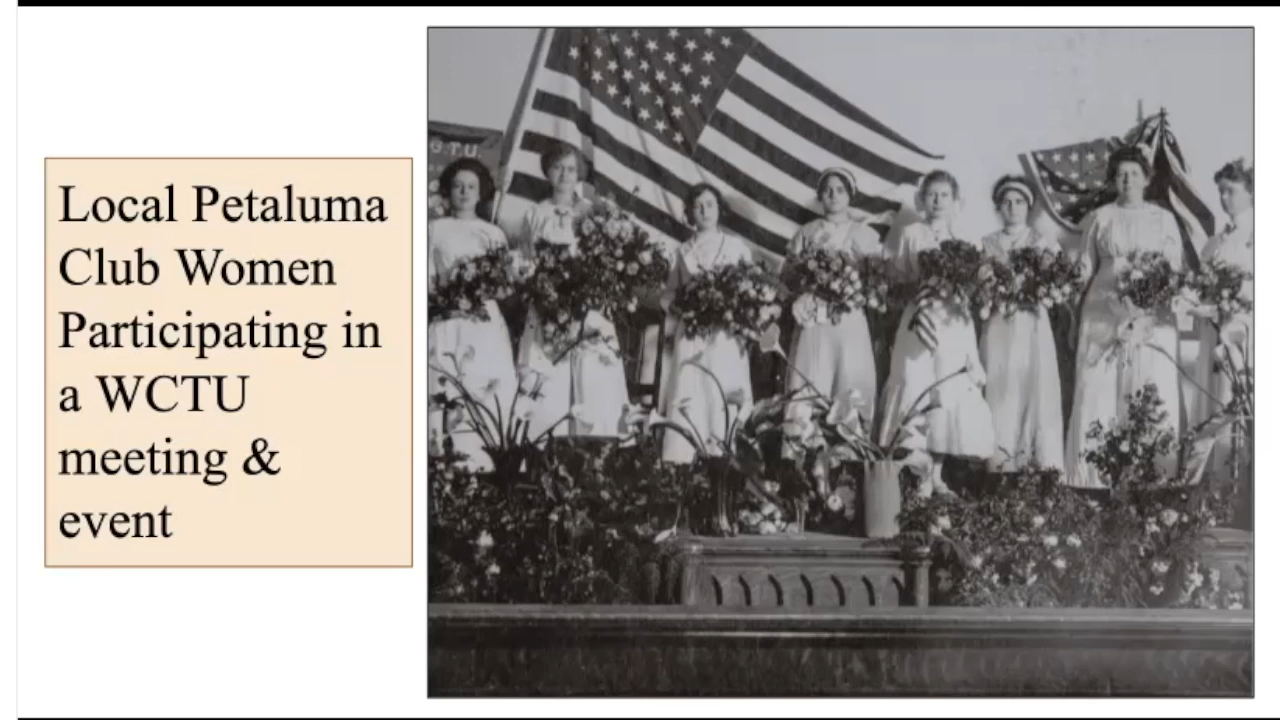 Local Petaluma
Club Women
Participating in
a WCTU
meeting &
event
.T.U.